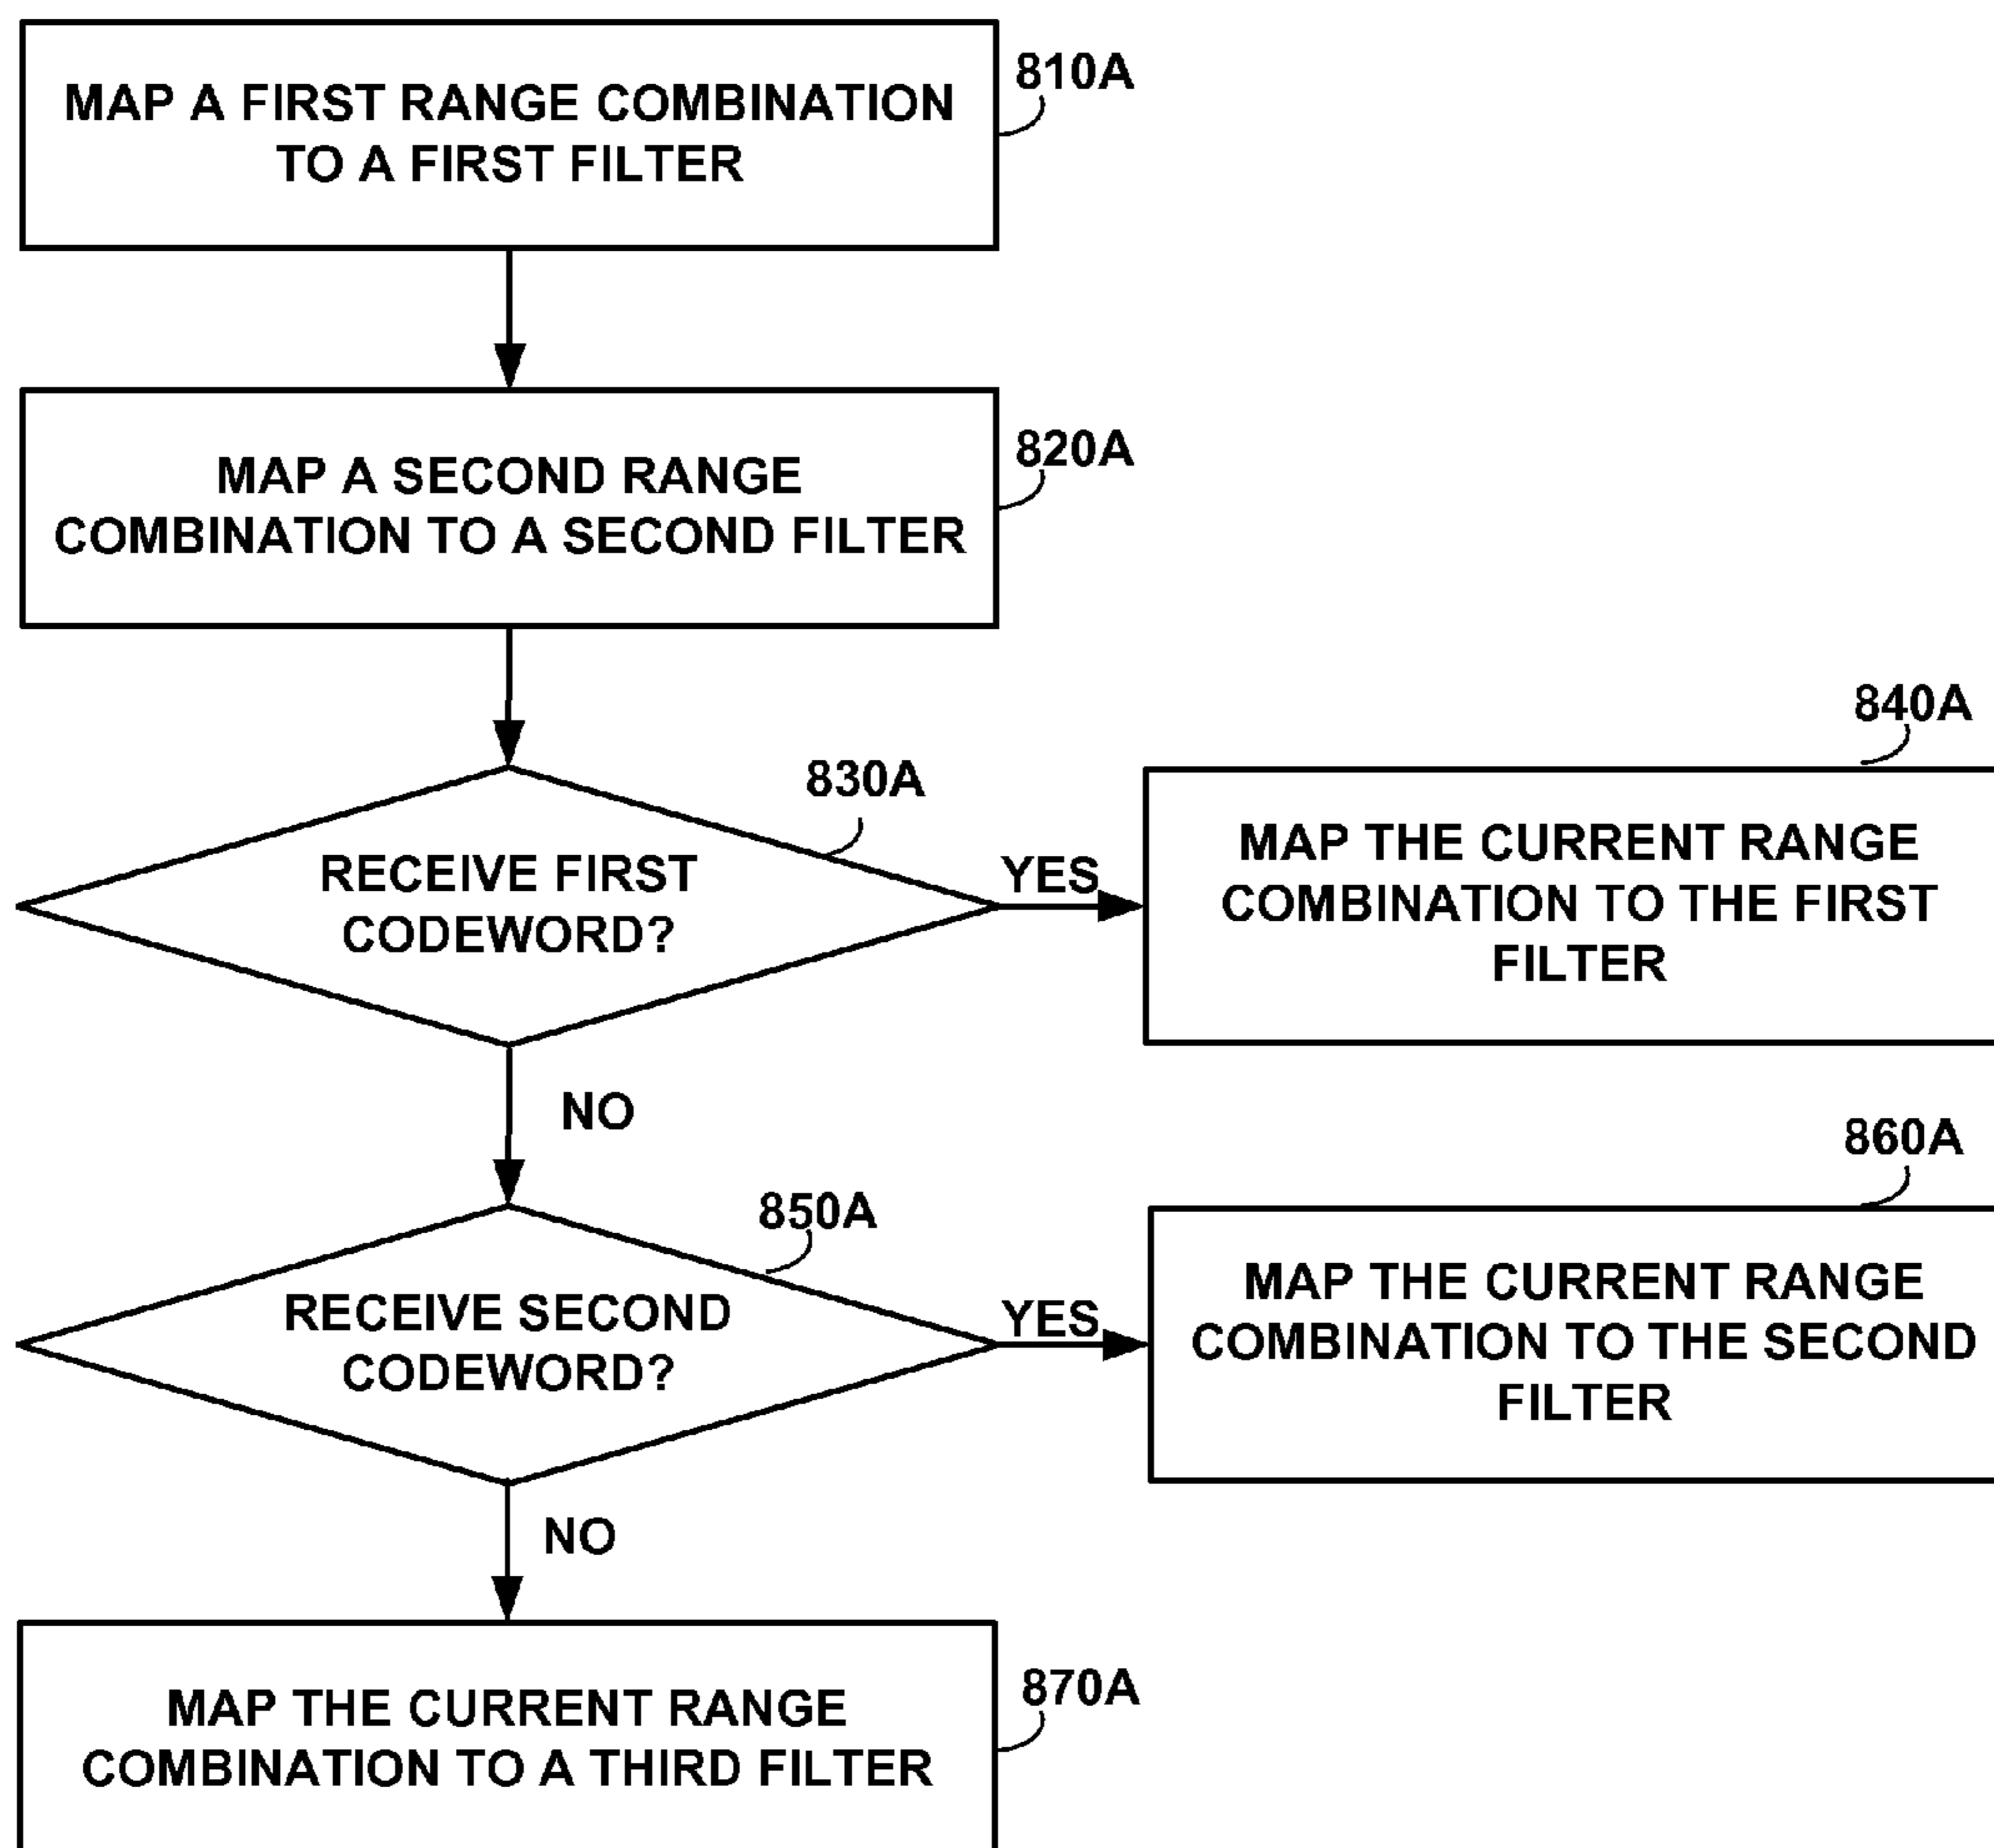 MAP A FIRST RANGE COMBINATION
TO A FIRST FILTER
810A
MAP A SECOND RANGE
COMBINATION TO A SECOND FILTER
820A
RECEIVE FIRST
CODEWORD?
830A
YES
MAP THE CURRENT RANGE
COMBINATION TO THE FIRST
FILTER
840A
NO
RECEIVE SECOND
CODEWORD?
850A
YES
MAP THE CURRENT RANGE
COMBINATION TO THE SECOND
FILTER
860A
NO
MAP THE CURRENT RANGE
COMBINATION TO A THIRD FILTER
870A